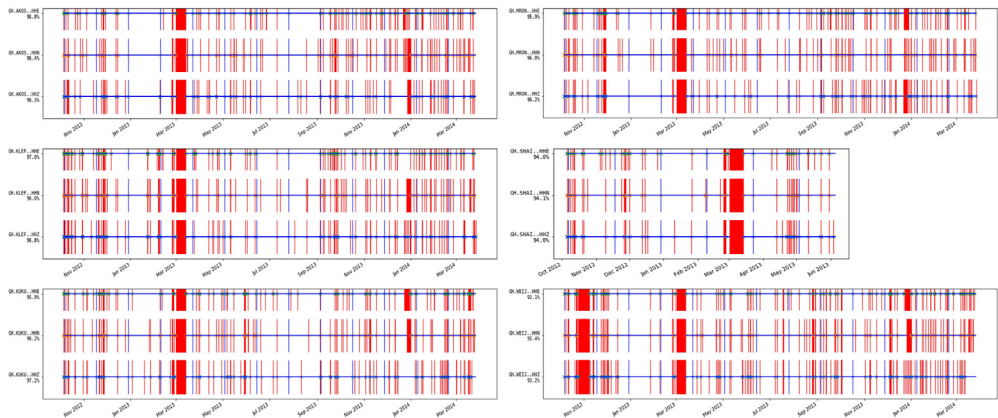 GH.AKOS..HHE
96.8%
GH.AKOS..HHN
96.4%
GH.AKOS..HHZ
96.3%
Nov 2012 Jan 2013 Mar 2013 May 2013 Jul 2013 Sep 2013 Nov 2013 Jan 2014 Mar 2014
GH.MRON..HHE
95.9%
GH.MRON..HHN
96.8%
GH.MRON..HHZ
96.2%
Nov 2012 Jan 2013 Mar 2013 May 2013 Jul 2013 Sep 2013 Nov 2013 Jan 2014 Mar 2014
GH.KLEF..HHE
97.0%
GH.KLEF..HHN
96.0%
GH.KLEF..HHZ
96.8%
Nov 2012 Jan 2013 Mar 2013 May 2013 Jul 2013 Sep 2013 Nov 2013 Jan 2014 Mar 2014
GH.SHAI..HHE
94.0%
GH.SHAI..HHN
94.1%
GH.SHAI..HHZ
94.0%
Oct 2012 Nov 2012 Dec 2012 Jan 2013 Feb 2013 Mar 2013 Apr 2013 May 2013 Jun 2013
GH.KUKU..HHE
95.9%
GH.KUKU..HHN
96.2%
GH.KUKU..HHZ
97.2%
Nov 2012 Jan 2013 Mar 2013 May 2013 Jul 2013 Sep 2013 Nov 2013 Jan 2014 Mar 2014
GH.WEIJ..HHE
92.1%
GH.WEIJ..HHN
92.4%
GH.WEIJ..HHZ
93.2%
Nov 2012 Jan 2013 Mar 2013 May 2013 Jul 2013 Sep 2013 Nov 2013 Jan 2014 Mar 2014